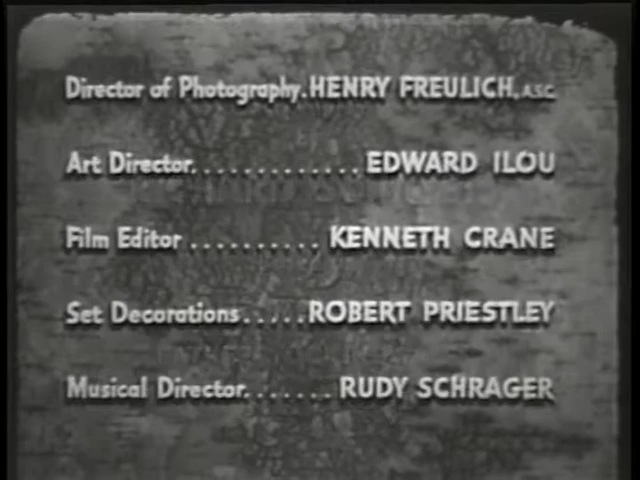 Director of Photography. HENRY FREULICH, A.S.C.
Art Director............. EDWARD ILOU
Film Editor .......... KENNETH CRANE
Set Decorations..... ROBERT PRIESTLEY
Musical Director....... RUDY SCHRAGER